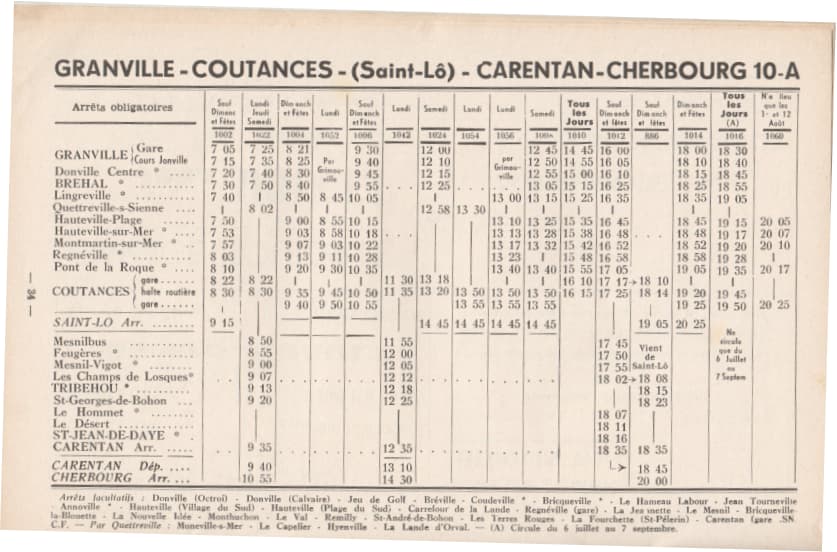 GRANVILLE - COUTANCES - (Saint-Lô) - CARENTAN-CHERBOURG 10-A
Arrêts obligatoires | Sauf Dimanc et Fêtes | Lundi Jeudi Samedi | Dimanch et Fêtes | Lundi | Sauf Dimanch et Fêtes | Lundi | Samedi | Lundi | Lundi | Samedi | Tous les Jours | Sauf Dimanch et fêtes | Sauf Dimanch et fêtes | Dimanch et Fêtes | Tous les Jours (A) | N'a lieu que les 1er et 12 Août
1002 1022 1004 1052 1006 1042 1024 1054 1056 1010 1012 886 1014 1016 1060
GRANVILLE Gare 7 05 7 25 8 21 9 30 12 00 12 45 14 45 16 00 18 00 18 30
Cours Jonville 7 15 7 35 8 25 Par 9 40 12 10 par 12 50 14 55 16 05 18 10 18 40
Donville Centre * ..... 7 20 7 40 8 30 Grimouville 9 45 12 15 Grimouville 12 55 15 00 16 10 18 15 18 45
BREHAL * ........ 7 30 7 50 8 40 9 55 . . . . 12 25 . . . . 13 05 15 15 16 25 18 25 18 55
Lingreville * ........ 7 40 | 8 50 8 45 10 05 | 13 00 13 15 15 25 16 35 18 35 19 05
Quettreville-s-Sienne .... | 8 02 | | | 12 58 13 30 | | | | | |
Hauteville-Plage ...... 7 50 9 00 8 55 10 15 13 10 13 25 15 35 16 45 18 45 19 15 20 05
Hauteville-sur-Mer * .... 7 53 9 03 8 58 10 18 . . . 13 13 13 28 15 38 16 48 . . . 18 48 19 17 20 07
Montmartin-sur-Mer * .. 7 57 9 07 9 03 10 22 13 17 13 32 15 42 16 52 18 52 19 20 20 10
Regnéville * ........ 8 03 9 13 9 11 10 28 13 23 | 15 48 16 58 18 58 19 28 |
Pont de la Roque * .... 8 10 9 20 9 30 10 35 13 40 13 40 15 55 17 05 19 05 19 35 20 17
gare...... 8 22 8 22 | | | 11 30 13 18 | | | 16 10 17 17→18 10 | | |
COUTANCES halte routière 8 30 8 30 9 35 9 45 10 50 11 35 13 20 13 50 13 50 13 50 16 15 17 25 18 14 19 20 19 45
gare ...... 9 40 9 50 10 55 13 55 13 55 13 55 19 25 19 50 20 25
SAINT-LO Arr. ....... 9 15 14 45 14 45 14 45 14 45 19 05 20 25
Mesnilbus ........ 8 50 11 55 17 45
Feugères * ........ 8 55 12 00 17 50
Mesnil-Vigot * ....... 9 00 12 05 17 55
Les Champs de Losques* . . 9 07 . . . . . 12 12 . . . . . 18 02→18 08
TRIBEHOU * ........ 9 13 12 18 18 15
St-Georges-de-Bohon ... 9 20 12 25 18 23
Le Hommet * ....... 18 07
Le Désert ......... 18 11
ST-JEAN-DE-DAYE * . 18 16
CARENTAN Arr. ...... 9 35 12 35 18 35 18 35
CARENTAN Dép. .... 9 40 13 10 18 45
CHERBOURG Arr... 10 55 14 30 20 00
Vient
de
Saint-Lô
Ne
circule
que du
6 Juillet
au
7 Septem
— 34 —
Arrêts facultatifs : Donville (Octroi) - Donville (Calvaire) - Jeu de Golf - Bréville - Coudeville * - Bricqueville * - Le Hameau Labour - Jean Tourneville
- Annoville * - Hauteville (Village du Sud) - Hauteville (Plage du Sud) - Carrefour de la Lande - Regnéville (gare) - La Jeannette - Le Mesnil - Bricqueville-
la-Blouette - La Nouvelle Idée - Monthuchon - Le Val - Remilly - St-André-de-Bohon - Les Terres Rouges - La Fourchette (St-Pélerin) - Carentan (gare .SN
C.F. — Par Quettreville : Muneville-s-Mer - Le Capelier - Hyenville - La Lande d'Orval. — (A) Circule du 6 juillet au 7 septembre.